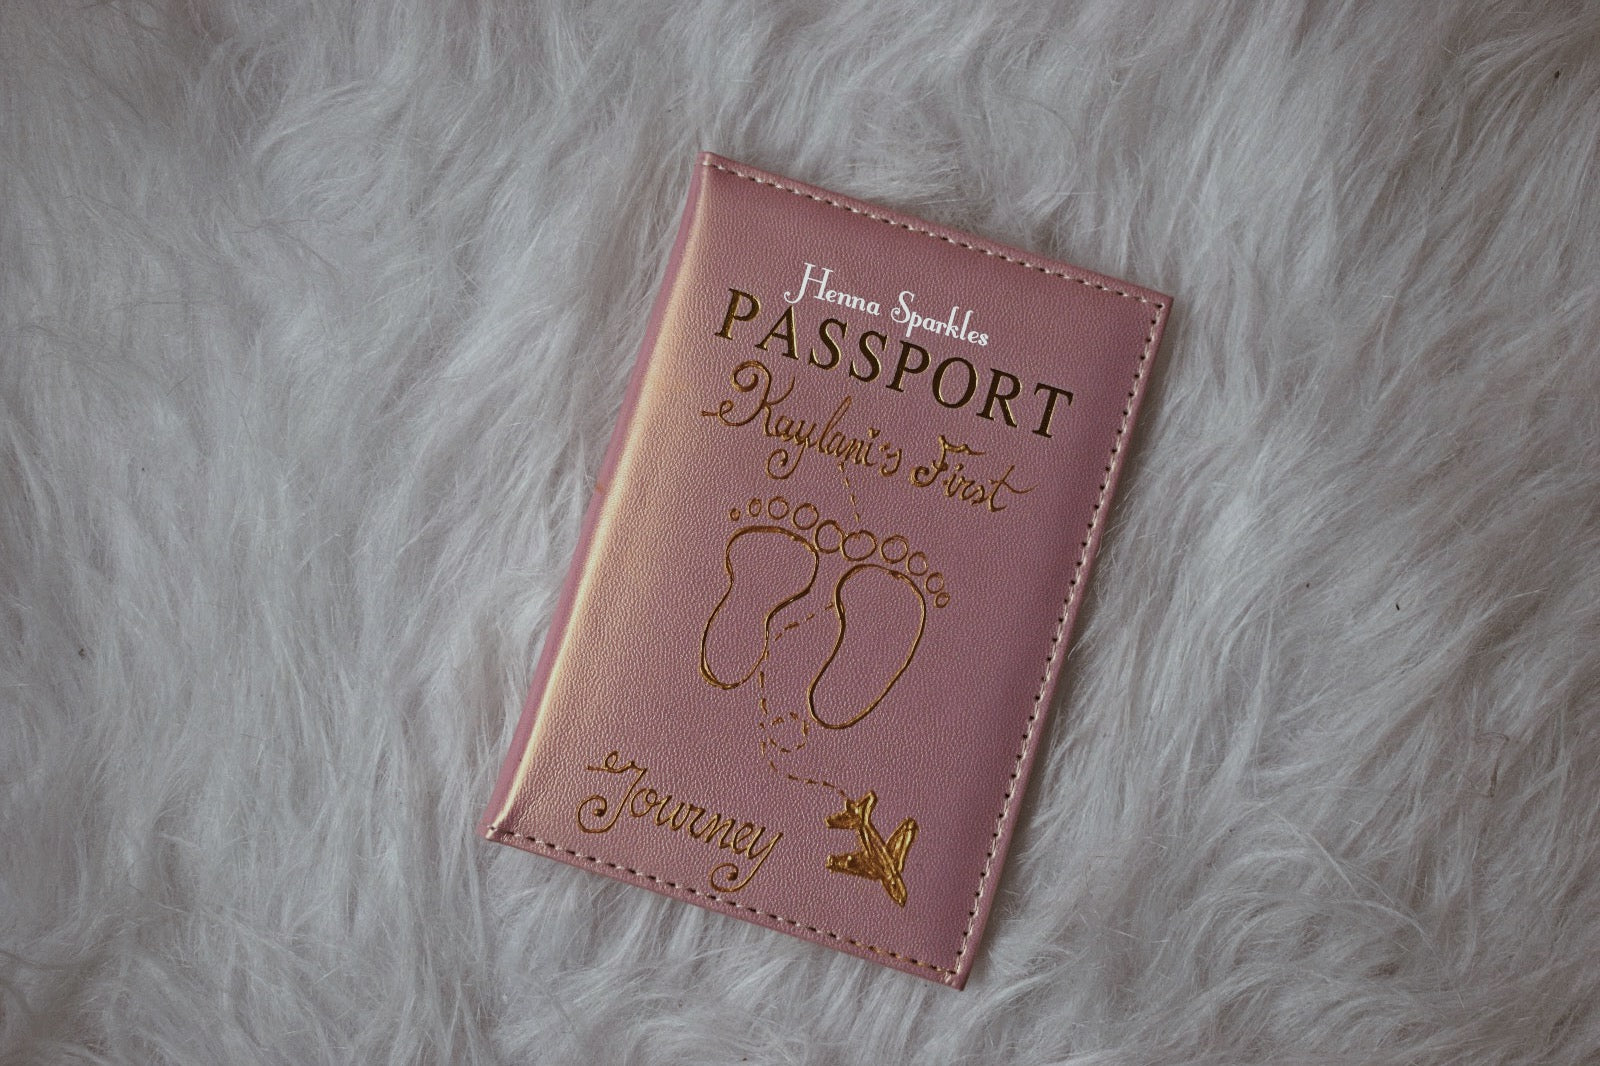 Henna Sparkles
PASSPORT
Kaylani's First
Journey